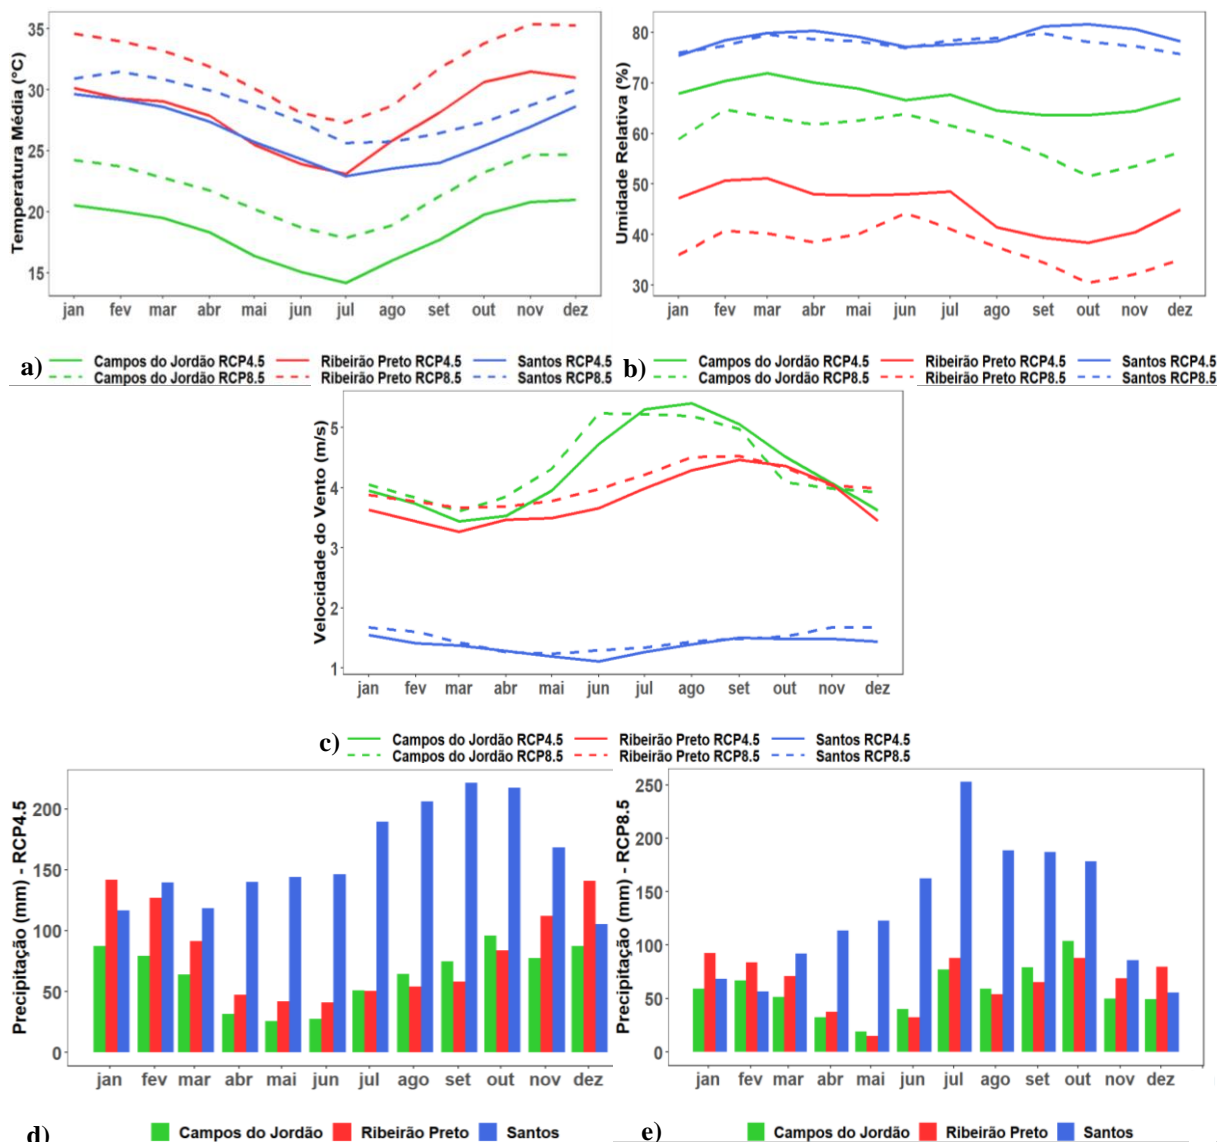 Temperatura Média (°C)
35
30
25
20
15
jan fev mar abr mai jun jul ago set out nov dez
a) Campos do Jordão RCP4.5 Ribeirão Preto RCP4.5 Santos RCP4.5
Campos do Jordão RCP8.5 Ribeirão Preto RCP8.5 Santos RCP8.5
Umidade Relativa (%)
80
70
60
50
40
30
jan fev mar abr mai jun jul ago set out nov dez
b) Campos do Jordão RCP4.5 Ribeirão Preto RCP4.5 Santos RCP4.5
Campos do Jordão RCP8.5 Ribeirão Preto RCP8.5 Santos RCP8.5
Velocidade do Vento (m/s)
5
4
3
2
1
jan fev mar abr mai jun jul ago set out nov dez
c) Campos do Jordão RCP4.5 Ribeirão Preto RCP4.5 Santos RCP4.5
Campos do Jordão RCP8.5 Ribeirão Preto RCP8.5 Santos RCP8.5
Precipitação (mm) - RCP4.5
200
150
100
50
0
jan fev mar abr mai jun jul ago set out nov dez
d) Campos do Jordão Ribeirão Preto Santos
Precipitação (mm) - RCP8.5
250
200
150
100
50
0
jan fev mar abr mai jun jul ago set out nov dez
e) Campos do Jordão Ribeirão Preto Santos